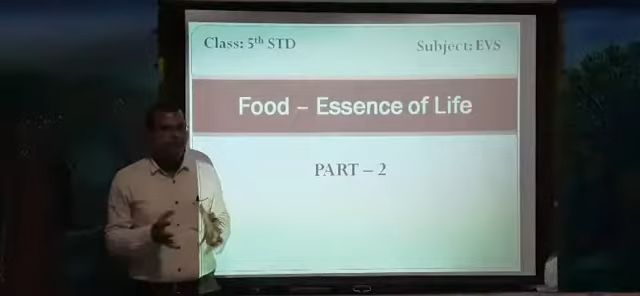 Class: 5th STD
Subject: EVS
Food – Essence of Life
PART – 2